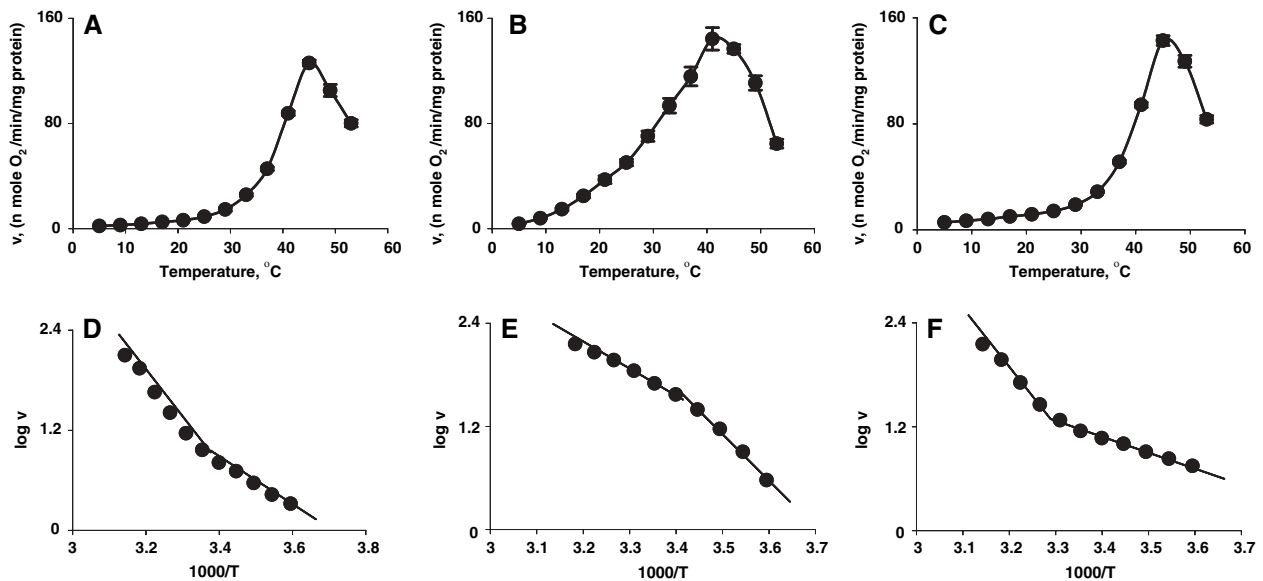 A
160
80
0
0 10 20 30 40 50 60
v, (n mole O2 /min/mg protein)
Temperature, oC
B
160
80
0
0 10 20 30 40 50 60
v, (n mole O2 /min/mg protein)
Temperature, oC
C
160
80
0
0 10 20 30 40 50 60
v, (n mole O2 /min/mg protein)
Temperature, oC
D
2.4
1.2
0
3 3.2 3.4 3.6 3.8
log v
1000/T
E
2.4
1.2
0
3 3.1 3.2 3.3 3.4 3.5 3.6 3.7
log v
1000/T
F
2.4
1.2
0
3 3.1 3.2 3.3 3.4 3.5 3.6 3.7
log v
1000/T